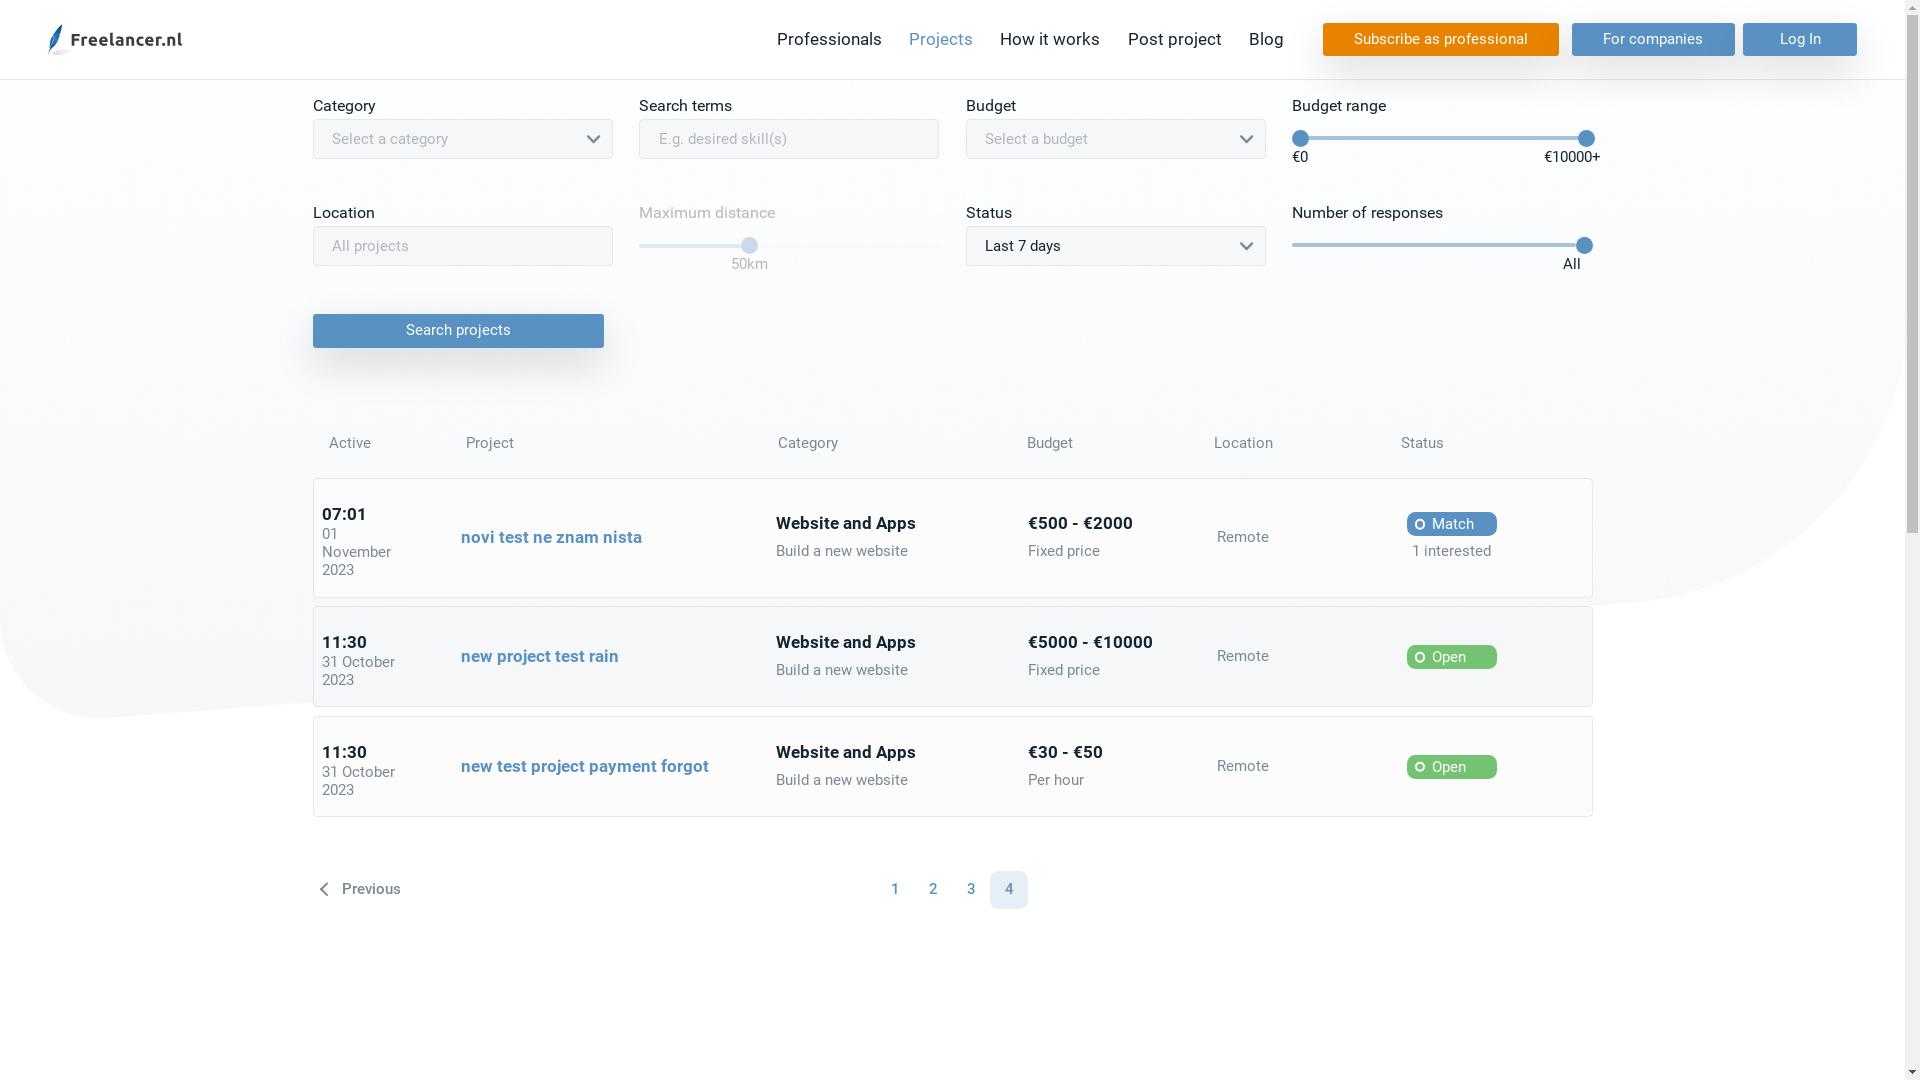 Freelancer.nl
Professionals Projects How it works Post project Blog Subscribe as professional For companies Log In
Category Search terms Budget Budget range
Select a category E.g. desired skill(s) Select a budget
€0 €10000+
Location Maximum distance Status Number of responses
All projects Last 7 days
50km All
Search projects
Active Project Category Budget Location Status
07:01
01
November
2023
novi test ne znam nista
Website and Apps
Build a new website
€500 - €2000
Fixed price
Remote
Match
1 interested
11:30
31 October
2023
new project test rain
Website and Apps
Build a new website
€5000 - €10000
Fixed price
Remote
Open
11:30
31 October
2023
new test project payment forgot
Website and Apps
Build a new website
€30 - €50
Per hour
Remote
Open
Previous 1 2 3 4